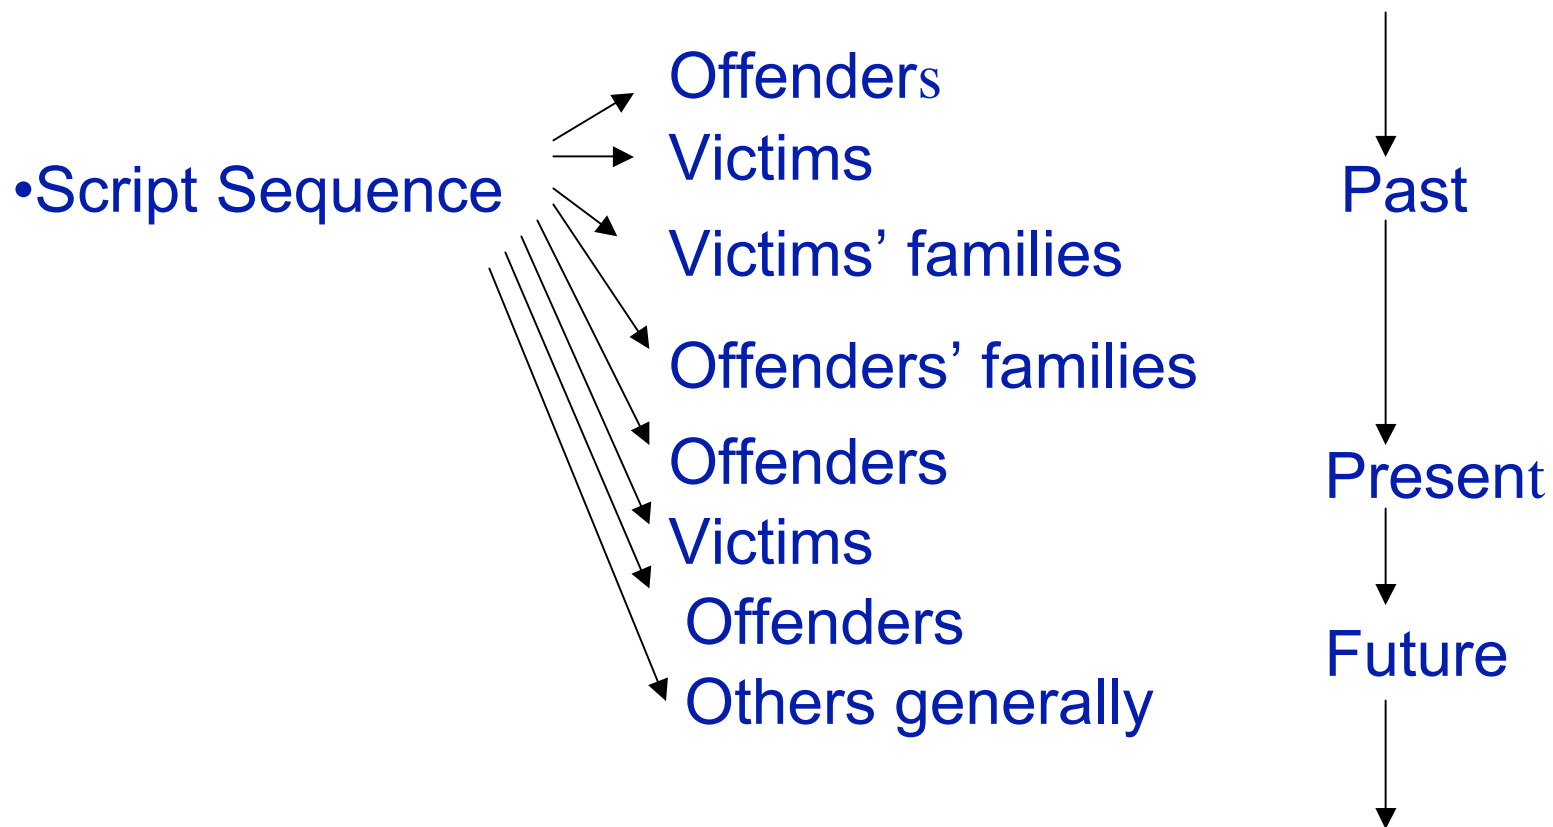 •Script Sequence
Offenders
Victims
Victims’ families
Offenders’ families
Offenders
Victims
Offenders
Others generally
Past
Present
Future